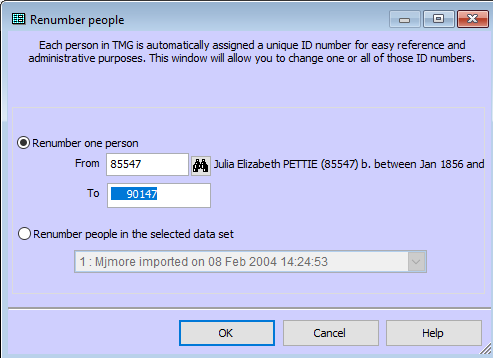 Renumber people
Each person in TMG is automatically assigned a unique ID number for easy reference and
administrative purposes. This window will allow you to change one or all of those ID numbers.
Renumber one person
From 85547 Julia Elizabeth PETTIE (85547) b. between Jan 1856 and
To 90147
Renumber people in the selected data set
1 : Mjmore imported on 08 Feb 2004 14:24:53
OK Cancel Help